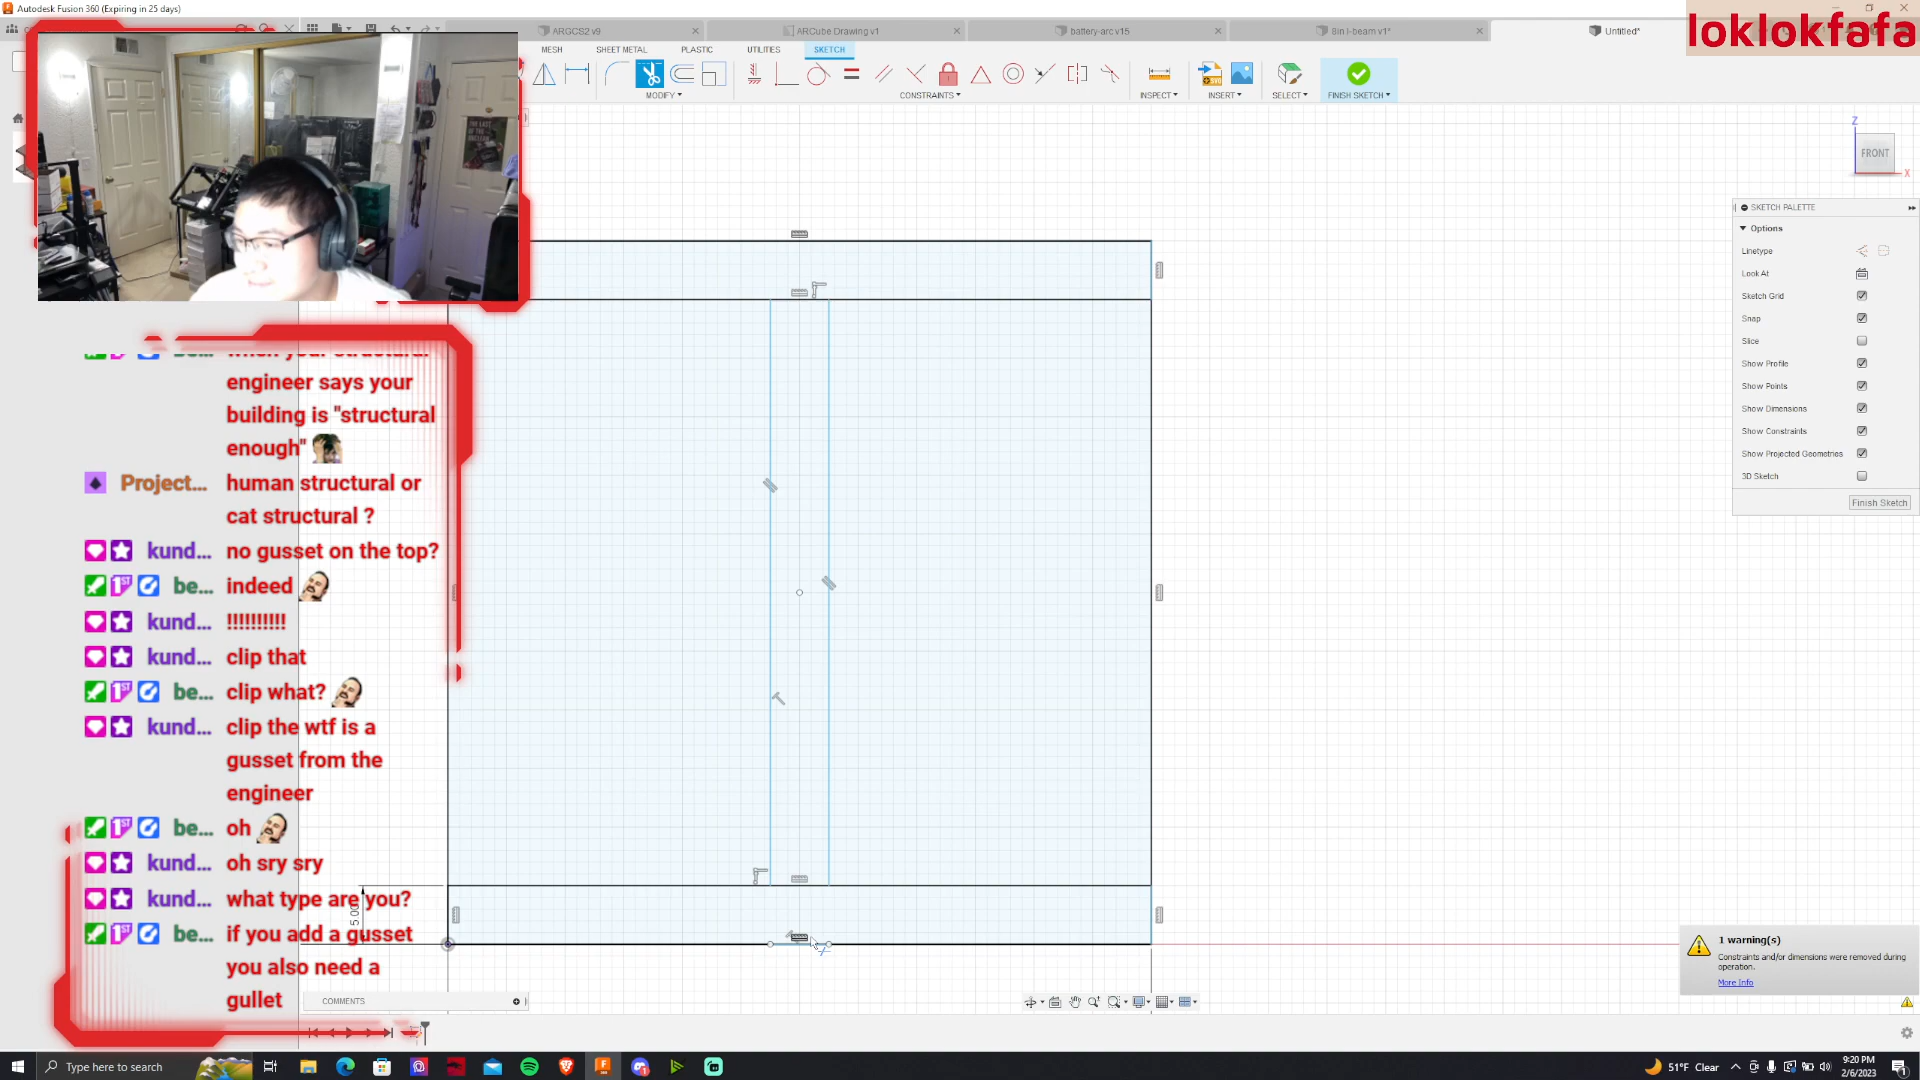 Autodesk Fusion 360 (Expiring in 25 days)
loklokfafa
ARGCS2 v9
ARCube Drawing v1
battery-arc v15
8in I-beam v1*
Untitled*
MESH
SHEET METAL
PLASTIC
UTILITIES
SKETCH
MODIFY
CONSTRAINTS
INSPECT
INSERT
SELECT
FINISH SKETCH
Z
FRONT
X
SKETCH PALETTE
Options
Linetype
Look At
Sketch Grid
Snap
Slice
Show Profile
Show Points
Show Dimensions
Show Constraints
Show Projected Geometries
3D Sketch
Finish Sketch
be... when your structural
engineer says your
building is "structural
enough"
Project... human structural or
cat structural ?
kund... no gusset on the top?
be... indeed
kund... !!!!!!!!!!
kund... clip that
be... clip what?
kund... clip the wtf is a
gusset from the
engineer
be... oh
kund... oh sry sry
kund... what type are you?
be... if you add a gusset
you also need a
gullet
1 warning(s)
Constraints and/or dimensions were removed during
operation.
More Info
COMMENTS
Type here to search
51°F Clear
9:20 PM
2/6/2023